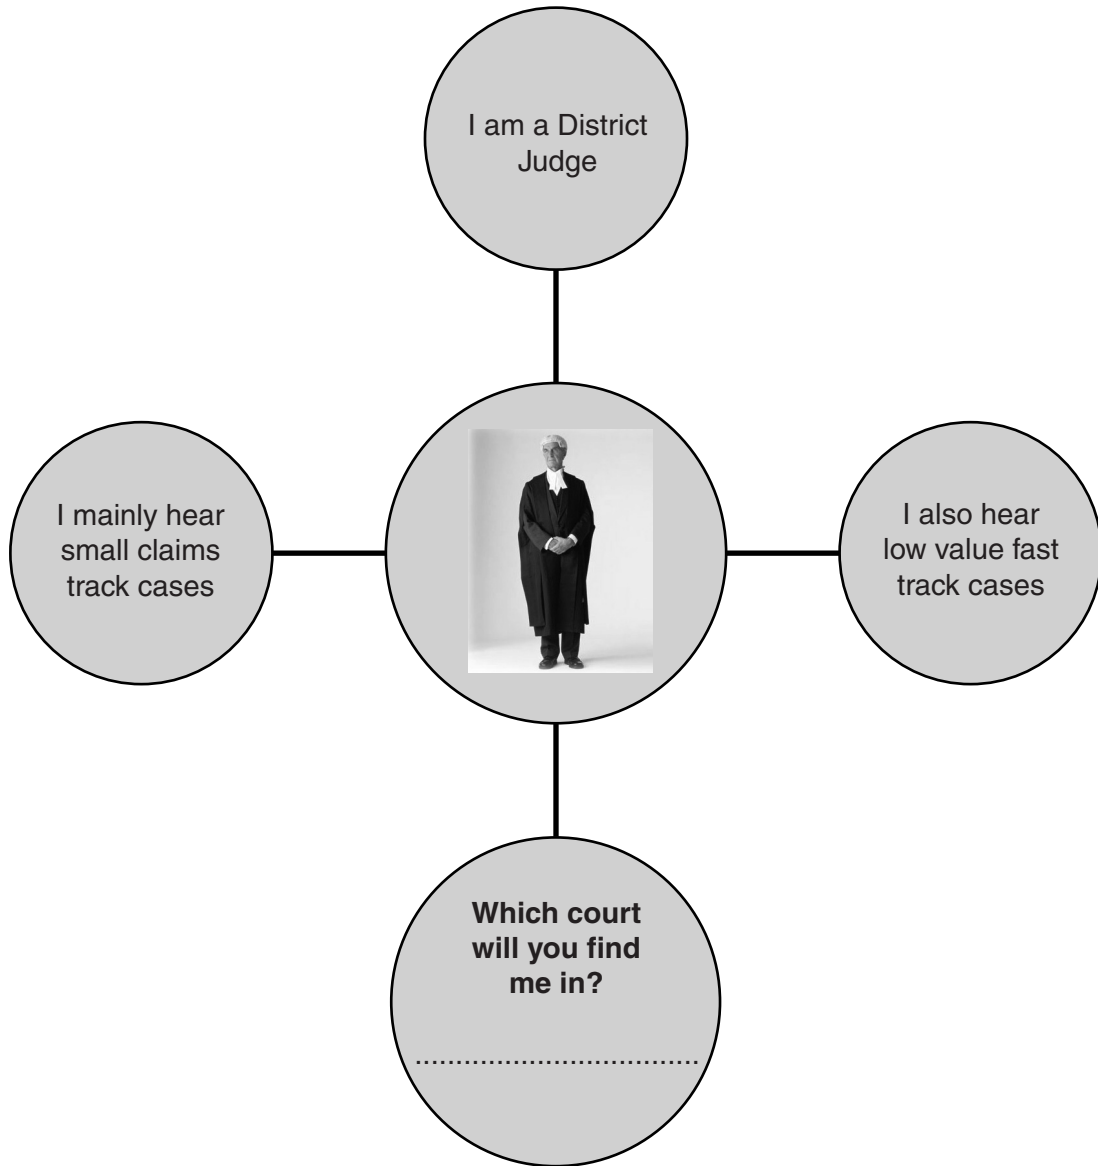 I am a District
Judge
I mainly hear
small claims
track cases
I also hear
low value fast
track cases
Which court
will you find
me in?
..................................